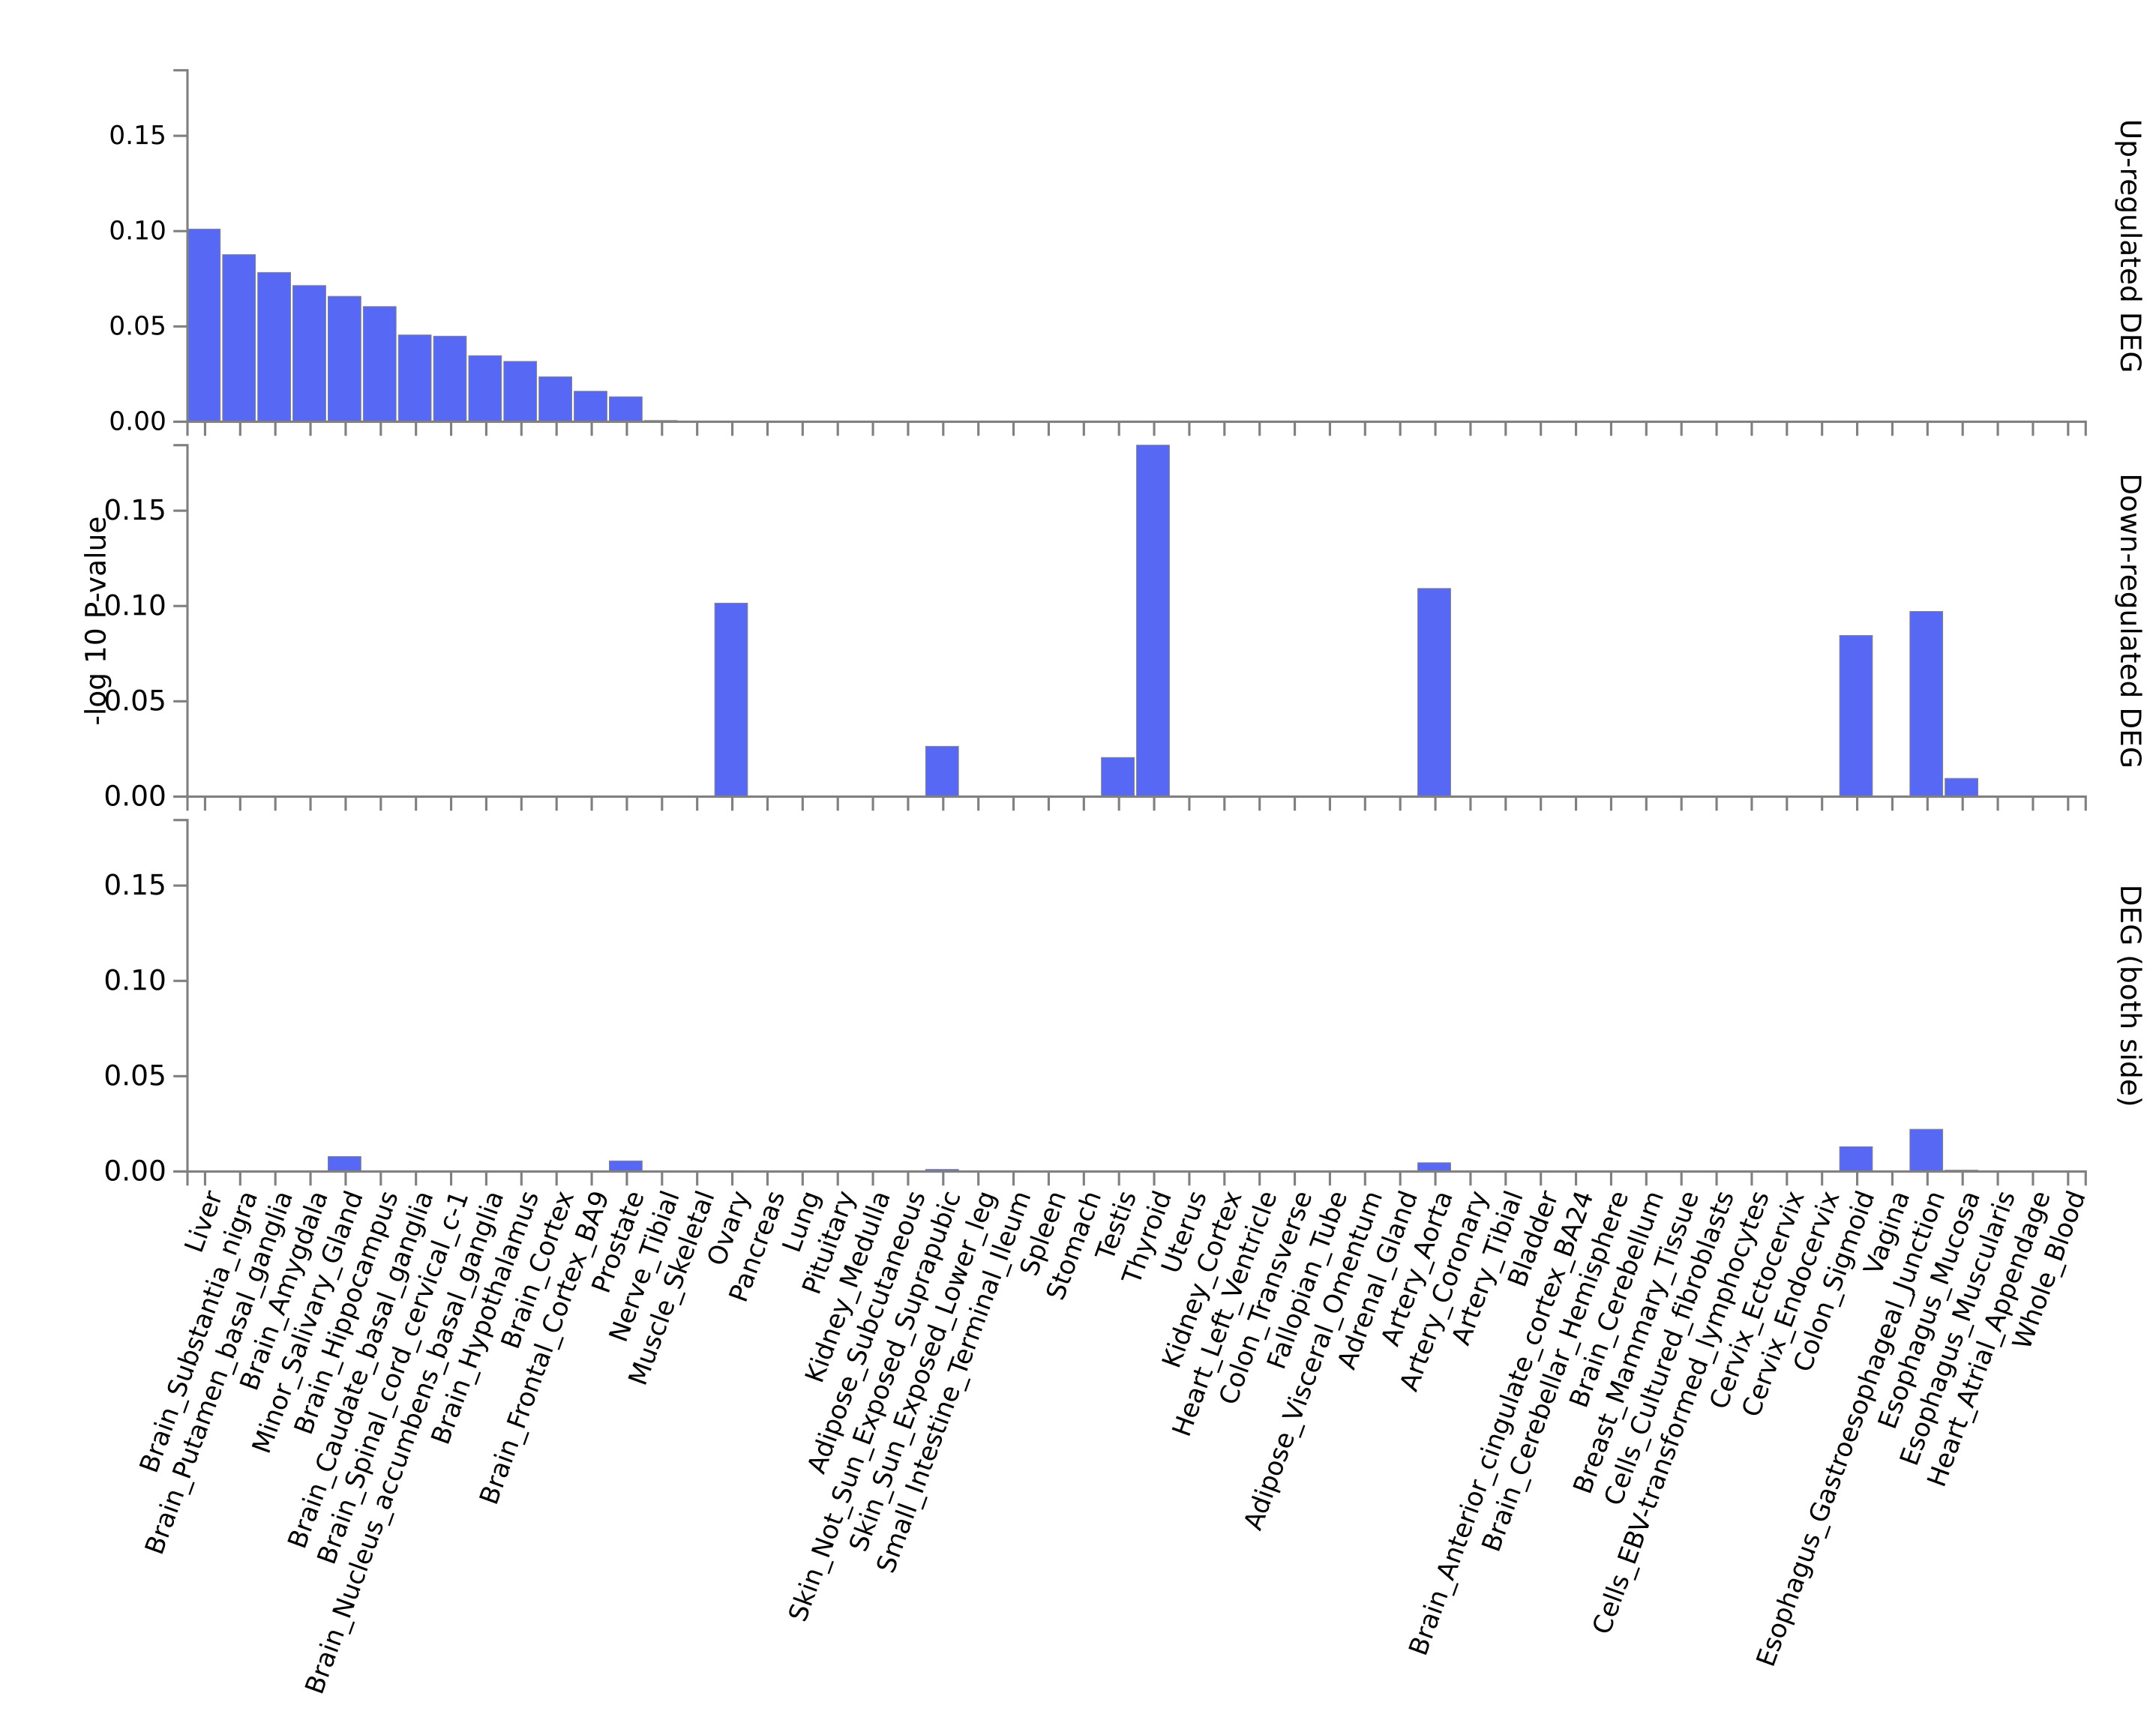 0.15
0.10
0.05
0.00
Up-regulated DEG
-log 10 P-value
0.15
0.10
0.05
0.00
Down-regulated DEG
0.15
0.10
0.05
0.00
DEG (both side)
Liver
Brain_Substantia_nigra
Brain_Putamen_basal_ganglia
Brain_Amygdala
Minor_Salivary_Gland
Brain_Hippocampus
Brain_Caudate_basal_ganglia
Brain_Spinal_cord_cervical_c-1
Brain_Nucleus_accumbens_basal_ganglia
Brain_Hypothalamus
Brain_Cortex
Brain_Frontal_Cortex_BA9
Prostate
Nerve_Tibial
Muscle_Skeletal
Ovary
Pancreas
Lung
Pituitary
Kidney_Medulla
Adipose_Subcutaneous
Skin_Not_Sun_Exposed_Suprapubic
Skin_Sun_Exposed_Lower_leg
Small_Intestine_Terminal_Ileum
Spleen
Stomach
Testis
Thyroid
Uterus
Kidney_Cortex
Heart_Left_Ventricle
Colon_Transverse
Fallopian_Tube
Adipose_Visceral_Omentum
Adrenal_Gland
Artery_Aorta
Artery_Coronary
Artery_Tibial
Bladder
Brain_Anterior_cingulate_cortex_BA24
Brain_Cerebellar_Hemisphere
Brain_Cerebellum
Breast_Mammary_Tissue
Cells_Cultured_fibroblasts
Cells_EBV-transformed_lymphocytes
Cervix_Ectocervix
Cervix_Endocervix
Colon_Sigmoid
Vagina
Esophagus_Gastroesophageal_Junction
Esophagus_Mucosa
Esophagus_Muscularis
Heart_Atrial_Appendage
Whole_Blood